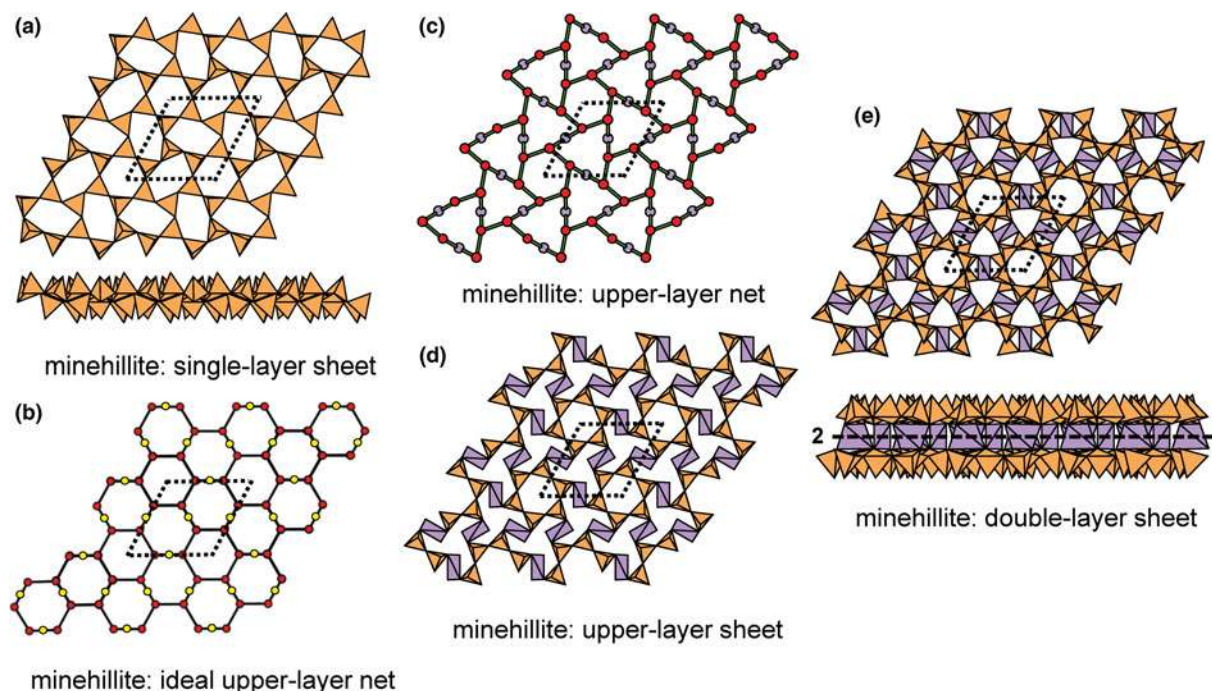 (a)
minehillite: single-layer sheet
(b)
minehillite: ideal upper-layer net
(c)
minehillite: upper-layer net
(d)
minehillite: upper-layer sheet
(e)
2
minehillite: double-layer sheet